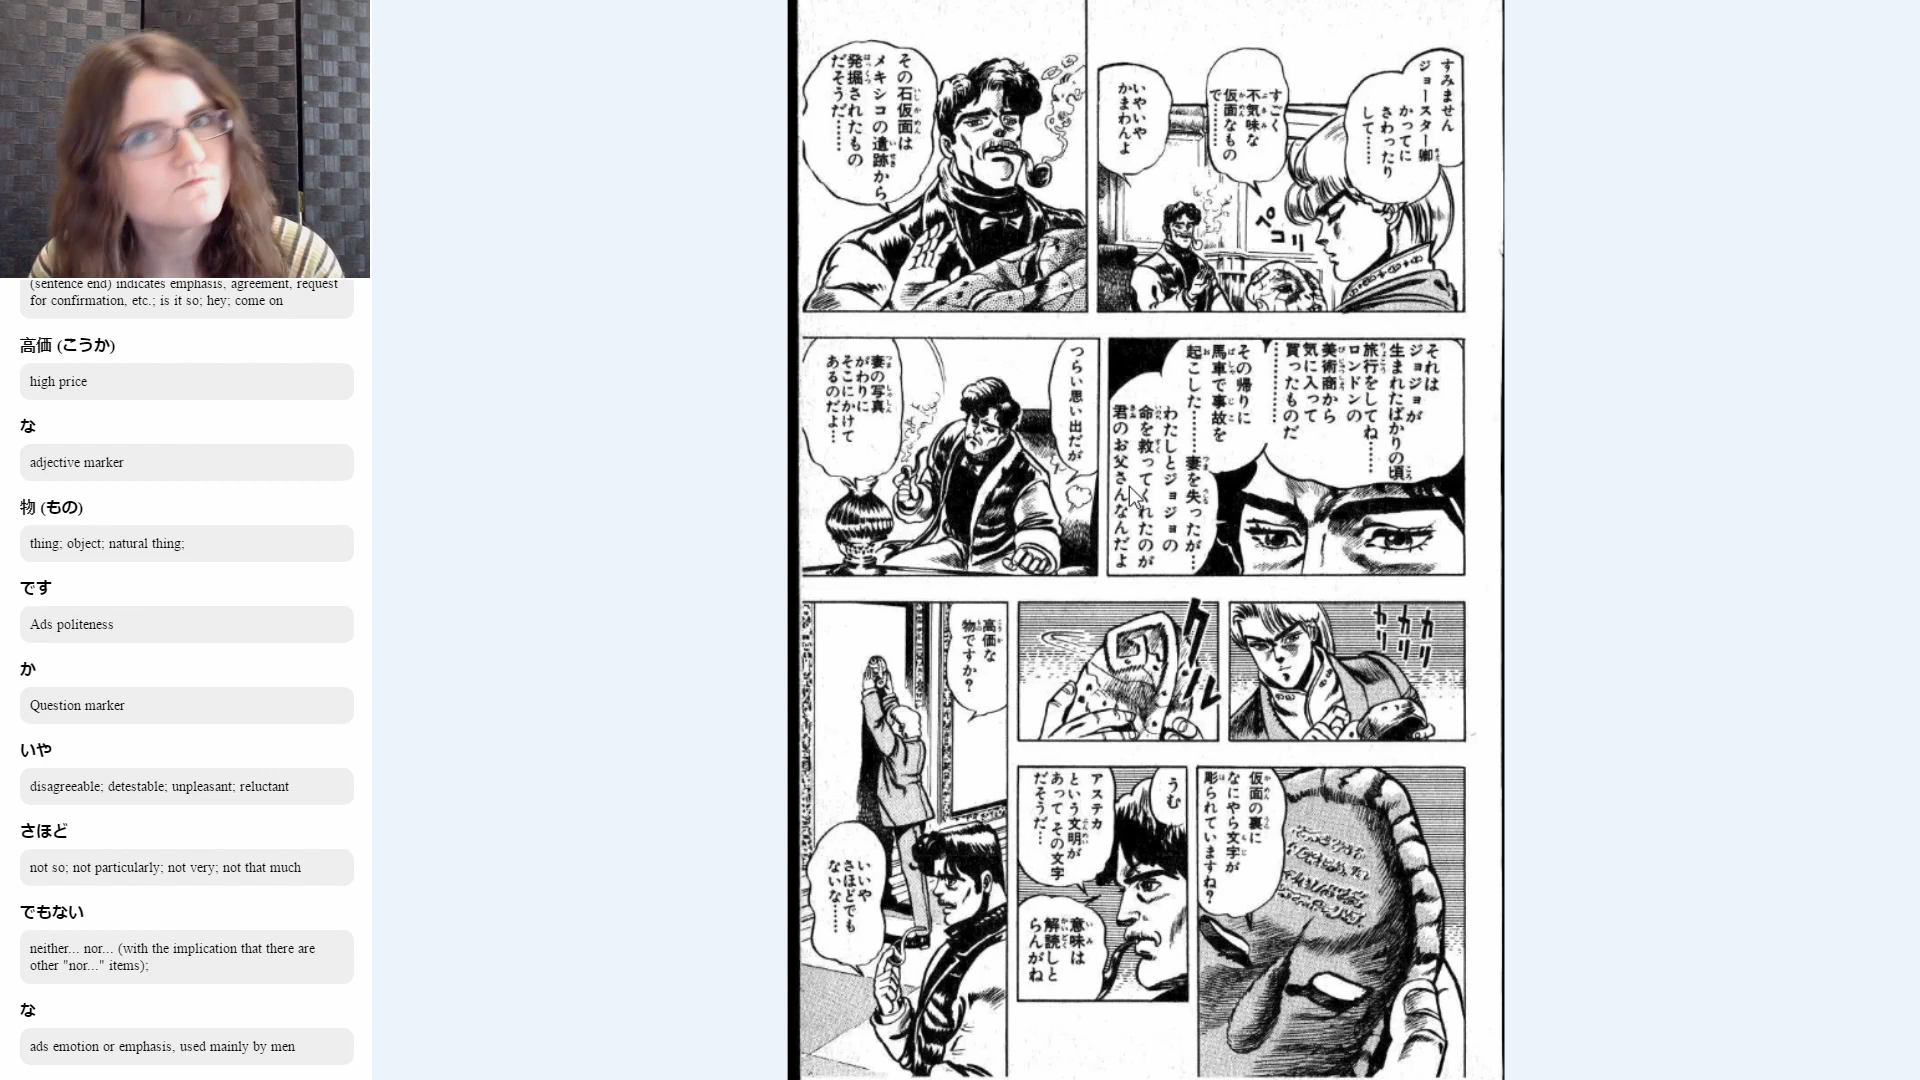 (sentence end) indicates emphasis, agreement, request
for confirmation, etc.; is it so; hey; come on
高価 (こうか)
high price
な
adjective marker
物 (もの)
thing; object; natural thing;
です
Ads politeness
か
Question marker
いや
disagreeable; detestable; unpleasant; reluctant
さほど
not so; not particularly; not very; not that much
でもない
neither... nor... (with the implication that there are
other "nor..." items);
な
ads emotion or emphasis, used mainly by men
すみません
ジョースター卿
かってに
さわったり
して………
すごく
不気味な
仮面なもの
で………
ペコリ
いやいや
かまわんよ
その石仮面は
メキシコの遺跡から
発掘されたもの
だそうだ………
それは
ジョジョが
生まれたばかりの頃
旅行をしてね………
ロンドンの
美術商から
気に入って
買ったものだ
…………
その帰りに
馬車で事故を
起こした………
妻を失ったが…
わたしとジョジョの
命を救ってくれたのが
君のお父さんなんだよ
つらい思い出だが
妻の写真
がわりに
そこにかけて
あるのだよ…
カリ
カリ
カリ
クルリ
高価な
物ですか?
いいや
さほどでも
ないな………
仮面の裏に
なにやら文字が
彫られていますね?
うむ
アステカ
という文明が
あって その文字
だそうだ…
意味は
解読しと
らんがね